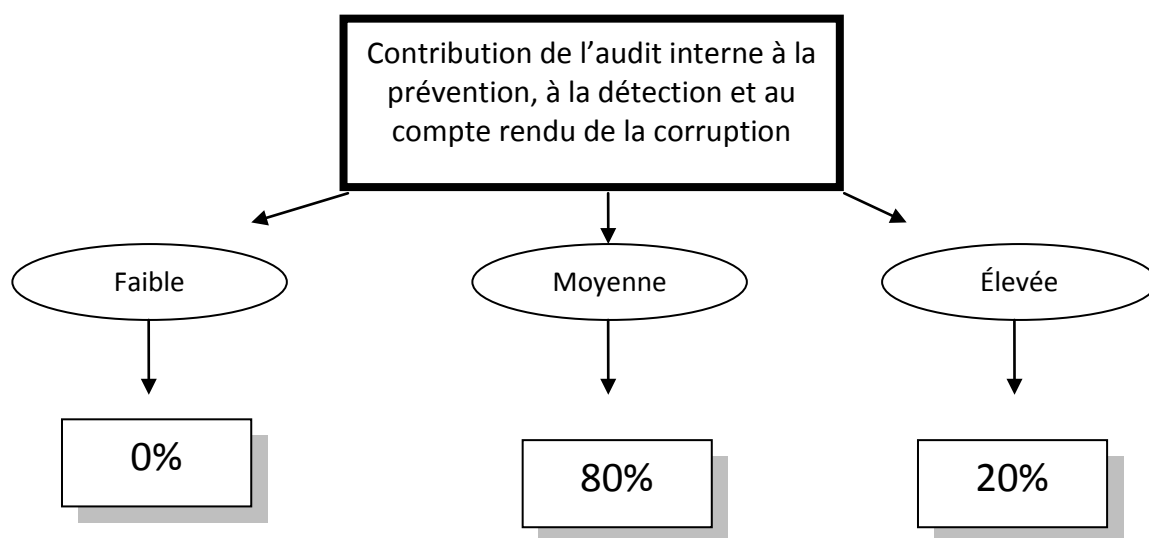 Contribution de l’audit interne à la
prévention, à la détection et au
compte rendu de la corruption
Faible
Moyenne
Élevée
0%
80%
20%